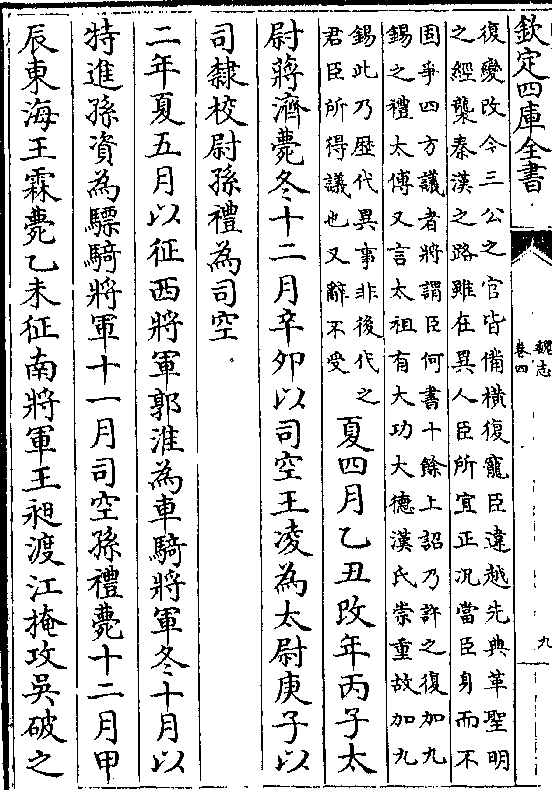 欽定四庫全書
魏志
卷四
九
復變改今三公之官皆備橫復寵臣違越先典革聖明
之經襲秦漢之路雖在異人臣所宜正況當臣身而不
固爭四方議者將謂臣何書十餘上詔乃許之復加九
錫之禮太傅又言太祖有大功大德漢氏崇重故加九
錫此乃歴代異事非後代之
君臣所得議也又辭不受
夏四月乙丑改年丙子太
尉蔣濟薨冬十二月辛卯以司空王凌為太尉庚子以
司隸校尉孫禮為司空
二年夏五月以征西將軍郭淮為車騎將軍冬十月以
特進孫資為驃騎將軍十一月司空孫禮薨十二月甲
辰東海王霖薨乙未征南將軍王昶渡江掩攻吳破之